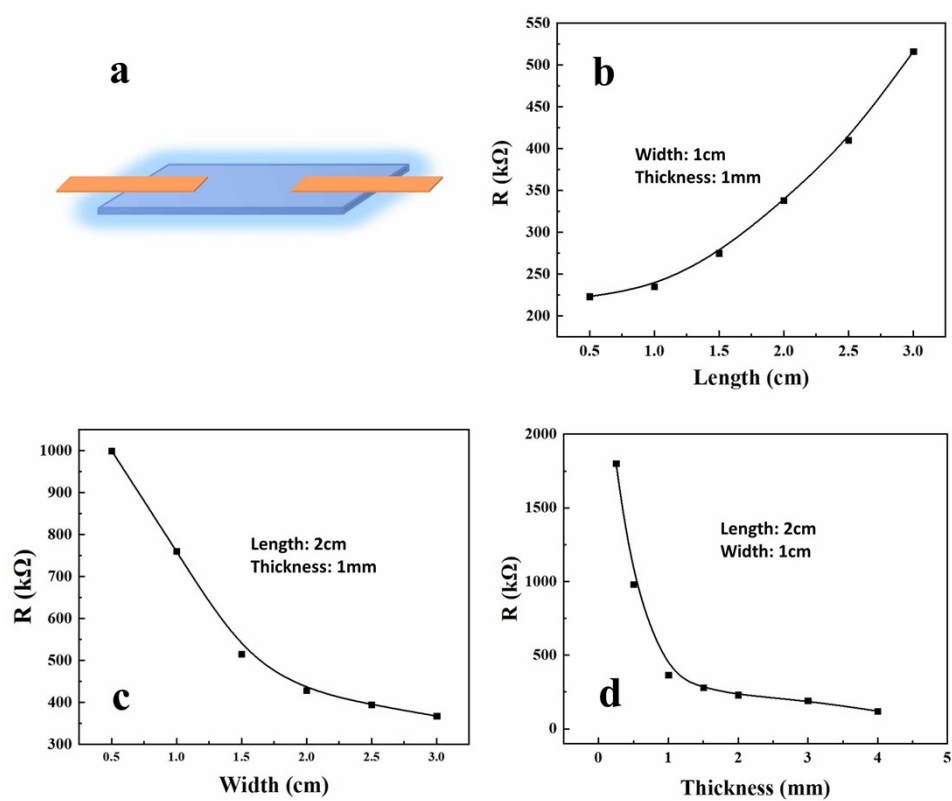 a
b
550
500
450
400
350
300
250
200
R (kΩ)
Width: 1cm
Thickness: 1mm
0.5 1.0 1.5 2.0 2.5 3.0
Length (cm)
1000
900
800
700
600
500
400
300
R (kΩ)
Length: 2cm
Thickness: 1mm
c
0.5 1.0 1.5 2.0 2.5 3.0
Width (cm)
2000
1500
1000
500
0
R (kΩ)
Length: 2cm
Width: 1cm
d
0 1 2 3 4 5
Thickness (mm)